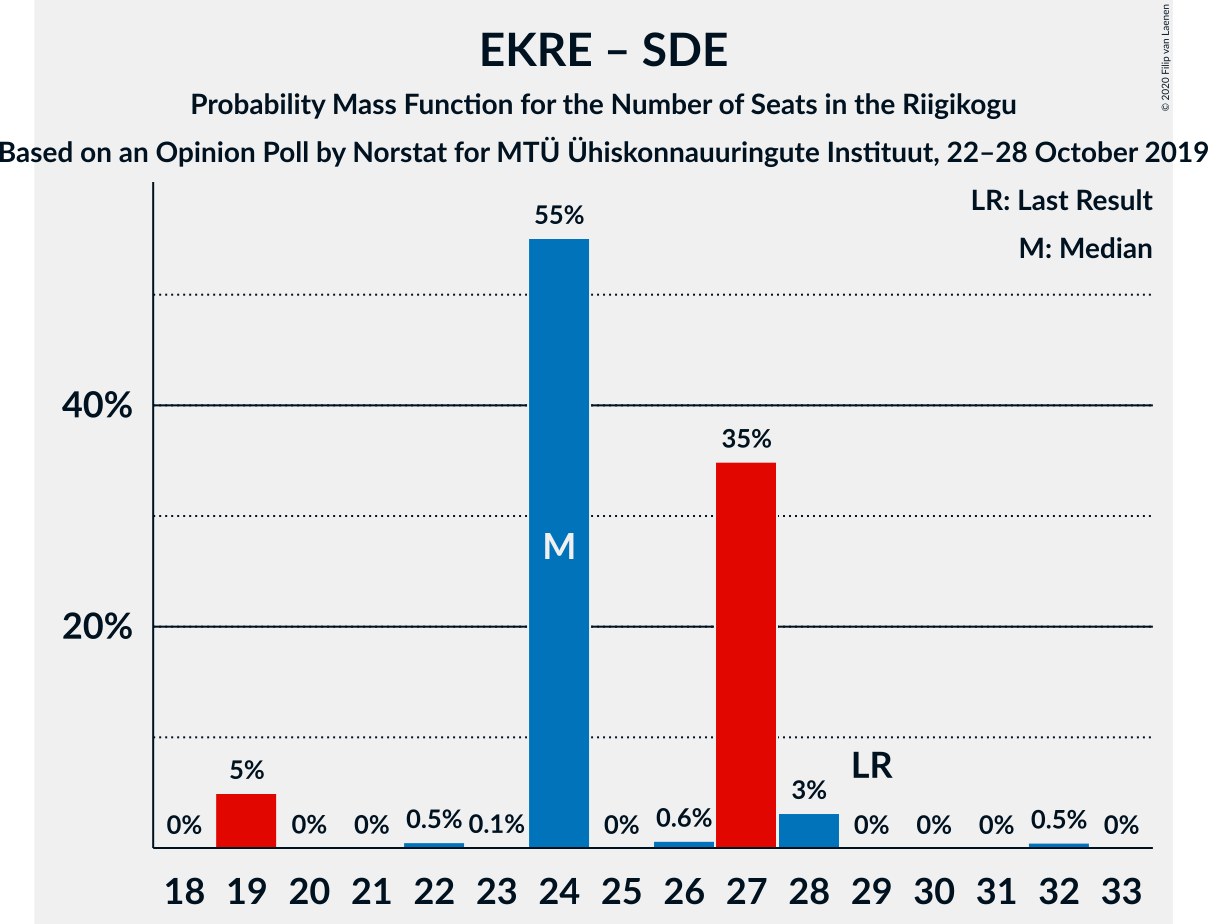 EKRE – SDE
Probability Mass Function for the Number of Seats in the Riigikogu
Based on an Opinion Poll by Norstat for MTÜ Ühiskonnauuringute Instituut, 22–28 October 2019
© 2020 Filip van Laenen
LR: Last Result
M: Median
55%
40%
35%
M
20%
5%
LR
3%
0% 0% 0% 0.5% 0.1% 0% 0.6% 0% 0% 0% 0.5% 0%
18 19 20 21 22 23 24 25 26 27 28 29 30 31 32 33